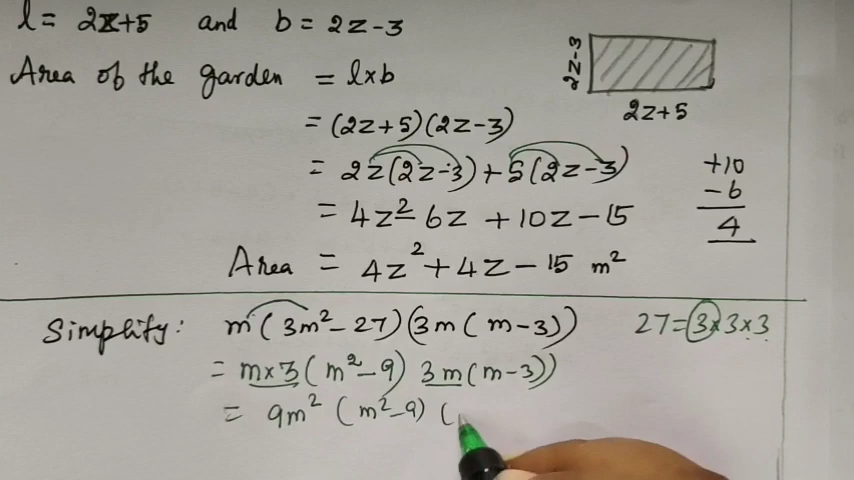 l = 2z+5 and b = 2z-3
Area of the garden = l×b
= (2z+5)(2z-3)
= 2z(2z-3)+5(2z-3)
= 4z²-6z +10z-15
Area = 4z²+4z-15 m²
2z-3
2z+5
+10
-6
4
Simplify: m(3m²-27)(3m(m-3)) 27=3×3×3
= m×3(m²-9) 3m(m-3))
= 9m² (m²-9) (